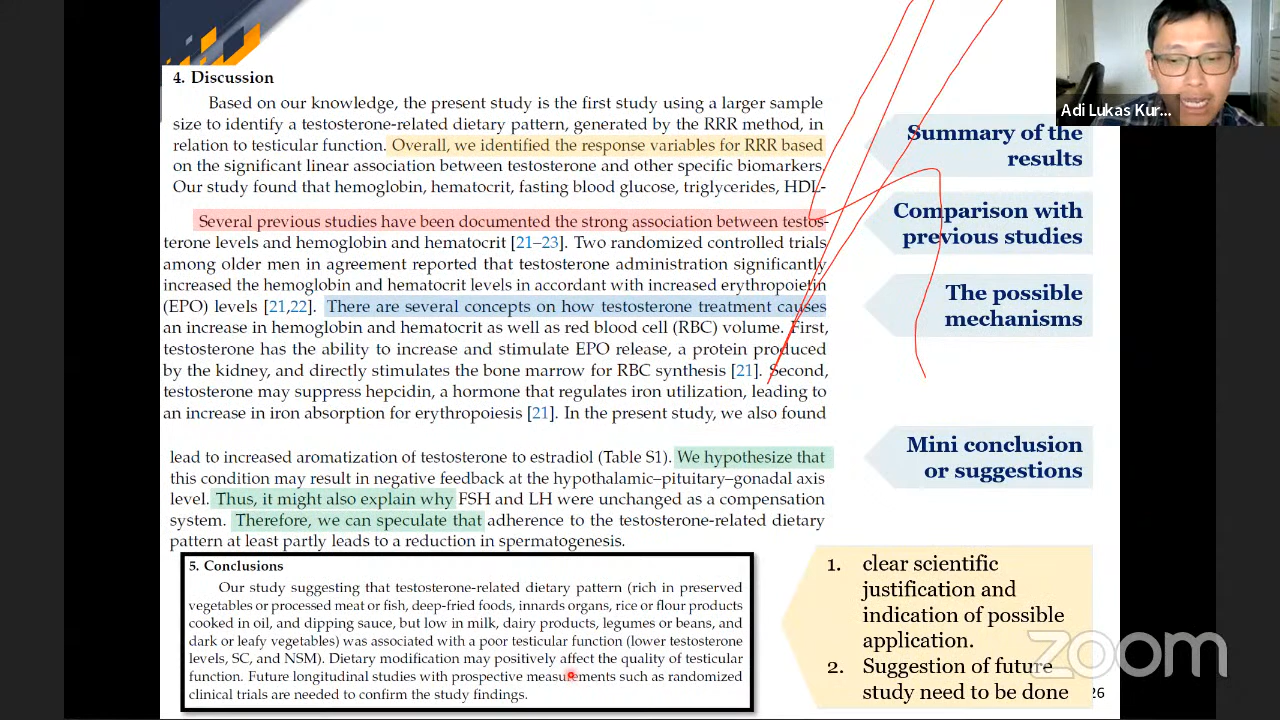 4. Discussion
Based on our knowledge, the present study is the first study using a larger sample
size to identify a testosterone-related dietary pattern, generated by the RRR method, in
relation to testicular function. Overall, we identified the response variables for RRR based
on the significant linear association between testosterone and other specific biomarkers.
Our study found that hemoglobin, hematocrit, fasting blood glucose, triglycerides, HDL-
Several previous studies have been documented the strong association between testos-
terone levels and hemoglobin and hematocrit [21–23]. Two randomized controlled trials
among older men in agreement reported that testosterone administration significantly
increased the hemoglobin and hematocrit levels in accordant with increased erythropoietin
(EPO) levels [21,22]. There are several concepts on how testosterone treatment causes
an increase in hemoglobin and hematocrit as well as red blood cell (RBC) volume. First,
testosterone has the ability to increase and stimulate EPO release, a protein produced
by the kidney, and directly stimulates the bone marrow for RBC synthesis [21]. Second,
testosterone may suppress hepcidin, a hormone that regulates iron utilization, leading to
an increase in iron absorption for erythropoiesis [21]. In the present study, we also found
lead to increased aromatization of testosterone to estradiol (Table S1). We hypothesize that
this condition may result in negative feedback at the hypothalamic–pituitary–gonadal axis
level. Thus, it might also explain why FSH and LH were unchanged as a compensation
system. Therefore, we can speculate that adherence to the testosterone-related dietary
pattern at least partly leads to a reduction in spermatogenesis.
5. Conclusions
Our study suggesting that testosterone-related dietary pattern (rich in preserved
vegetables or processed meat or fish, deep-fried foods, innards organs, rice or flour products
cooked in oil, and dipping sauce, but low in milk, dairy products, legumes or beans, and
dark or leafy vegetables) was associated with a poor testicular function (lower testosterone
levels, SC, and NSM). Dietary modification may positively affect the quality of testicular
function. Future longitudinal studies with prospective measurements such as randomized
clinical trials are needed to confirm the study findings.
Adi Lukas Kur...
Summary of the
results
Comparison with
previous studies
The possible
mechanisms
Mini conclusion
or suggestions
1. clear scientific
justification and
indication of possible
application.
2. Suggestion of future
study need to be done
zoom
26